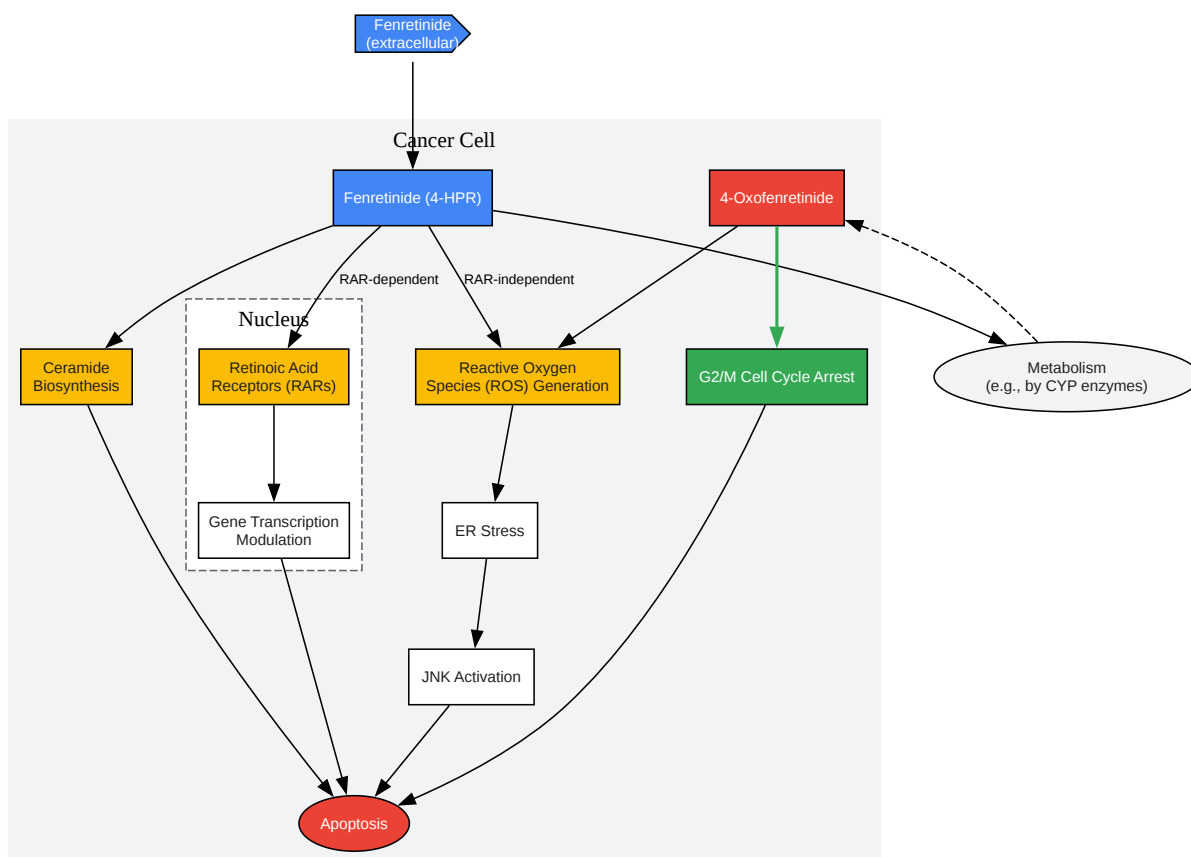 Fenretinide
(extracellular)
Cancer Cell
Fenretinide (4-HPR)
4-Oxofenretinide
RAR-dependent
RAR-independent
Nucleus
Ceramide
Biosynthesis
Retinoic Acid
Receptors (RARs)
Reactive Oxygen
Species (ROS) Generation
G2/M Cell Cycle Arrest
Metabolism
(e.g., by CYP enzymes)
Gene Transcription
Modulation
ER Stress
JNK Activation
Apoptosis